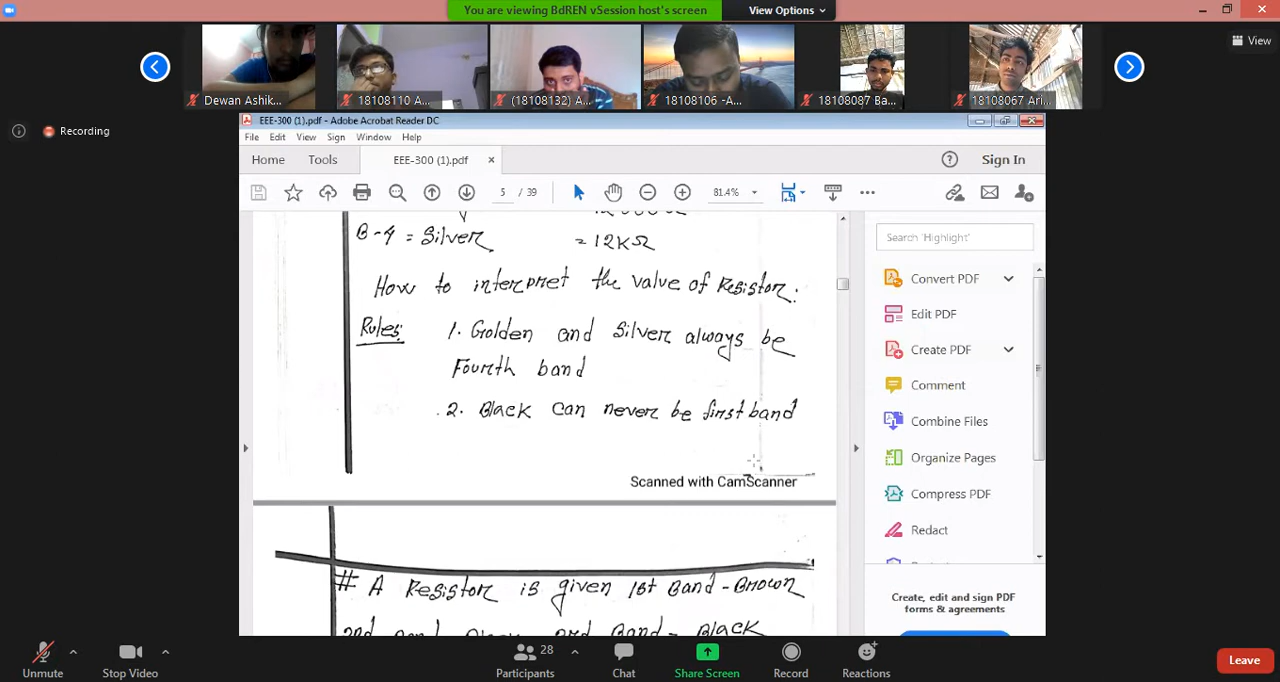 You are viewing BdREN vSession host's screen
View Options
View
Dewan Ashik...
18108110 A...
(18108132) A...
18108106 -A...
18108087 Ba...
18108067 Ari...
Recording
EEE-300 (1).pdf - Adobe Acrobat Reader DC
File Edit View Sign Window Help
Home Tools EEE-300 (1).pdf × Sign In
5 / 39 81.4%
B-4 = Silver = 12KΩ
How to interpret the value of Resistor:
Rules: 1. Golden and Silver always be
Fourth band
2. Black can never be first band
Scanned with CamScanner
# A Resistor is given 1st Band - Brown
2nd Band Black 3rd Band - Black
Search 'Highlight'
Convert PDF
Edit PDF
Create PDF
Comment
Combine Files
Organize Pages
Compress PDF
Redact
Create, edit and sign PDF
forms & agreements
Unmute
Stop Video
28
Participants
Chat
Share Screen
Record
Reactions
Leave